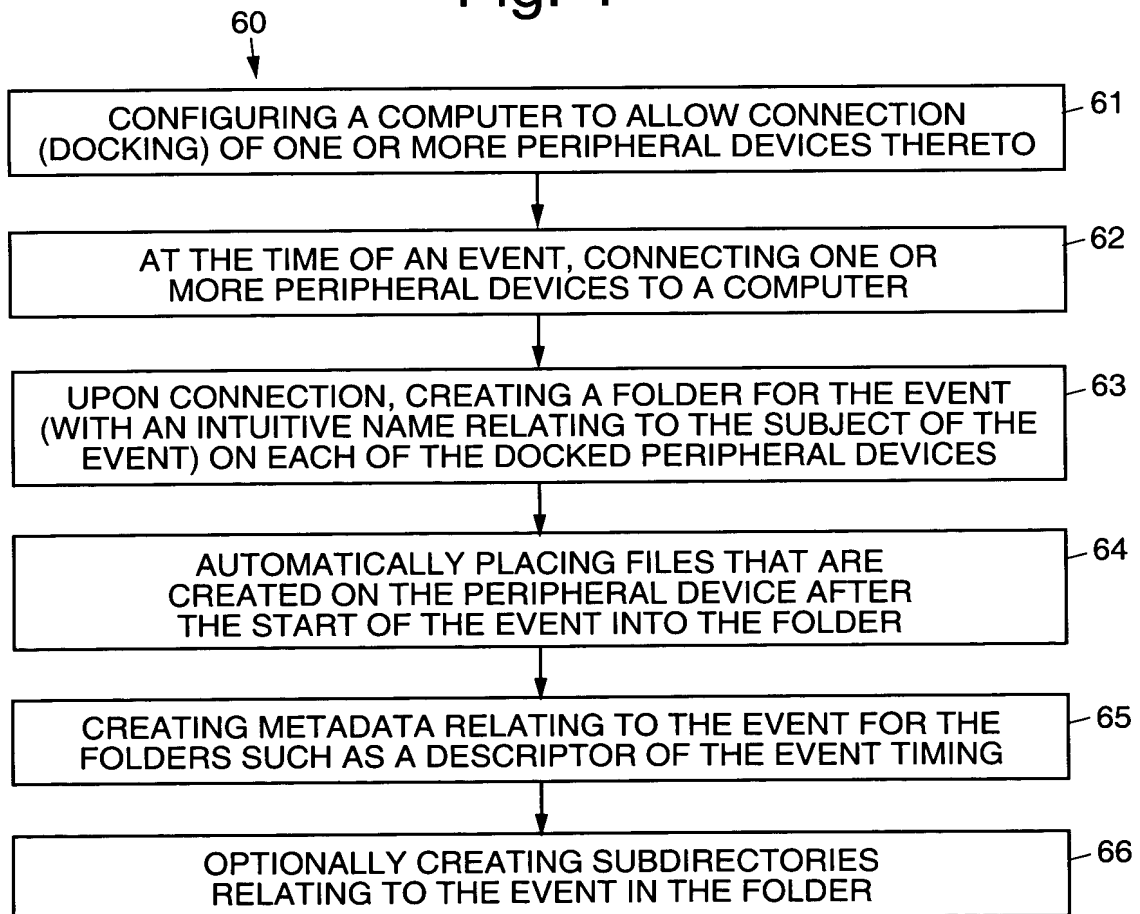 60
CONFIGURING A COMPUTER TO ALLOW CONNECTION
(DOCKING) OF ONE OR MORE PERIPHERAL DEVICES THERETO
61
AT THE TIME OF AN EVENT, CONNECTING ONE OR
MORE PERIPHERAL DEVICES TO A COMPUTER
62
UPON CONNECTION, CREATING A FOLDER FOR THE EVENT
(WITH AN INTUITIVE NAME RELATING TO THE SUBJECT OF THE
EVENT) ON EACH OF THE DOCKED PERIPHERAL DEVICES
63
AUTOMATICALLY PLACING FILES THAT ARE
CREATED ON THE PERIPHERAL DEVICE AFTER
THE START OF THE EVENT INTO THE FOLDER
64
CREATING METADATA RELATING TO THE EVENT FOR THE
FOLDERS SUCH AS A DESCRIPTOR OF THE EVENT TIMING
65
OPTIONALLY CREATING SUBDIRECTORIES
RELATING TO THE EVENT IN THE FOLDER
66